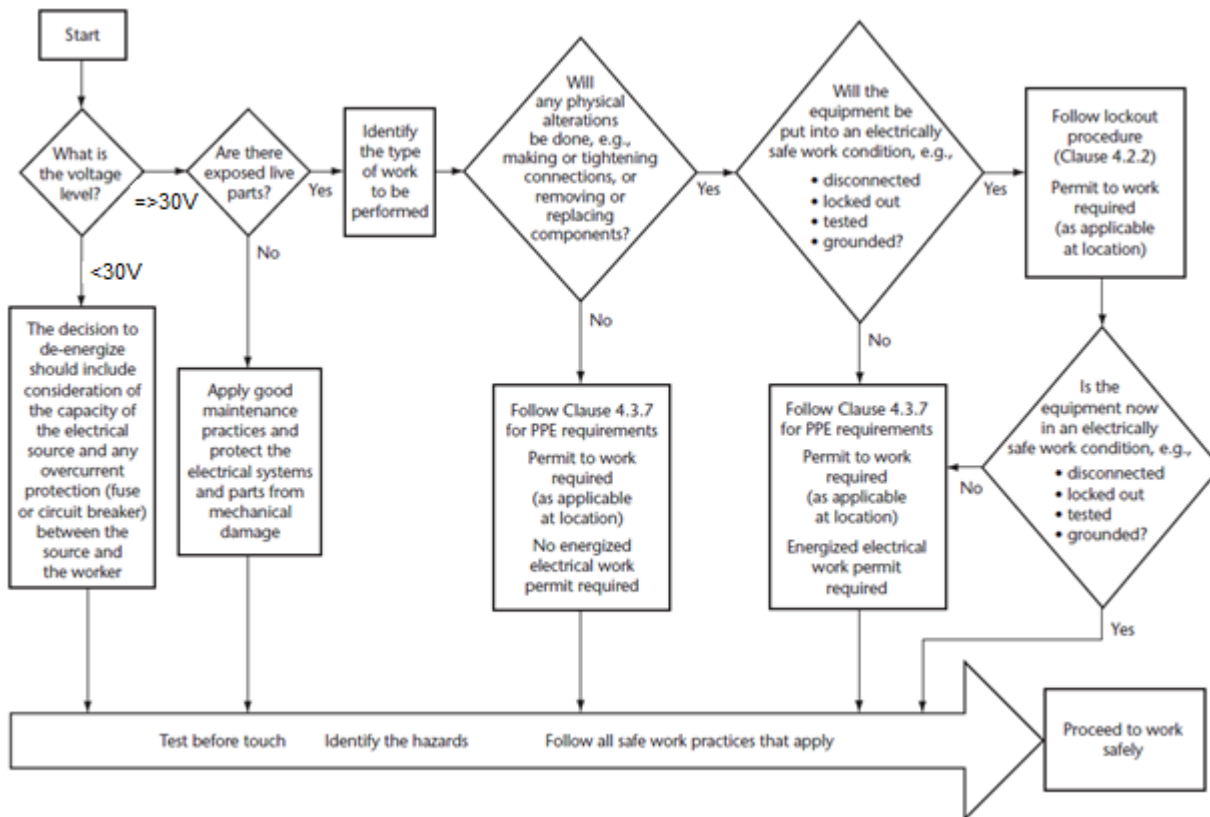 Start
What is
the voltage
level?
=>30V
<30V
Are there
exposed live
parts?
Yes
No
Identify
the type
of work
to be
performed
Will
any physical
alterations
be done, e.g.,
making or tightening
connections, or
removing or
replacing
components?
Yes
No
Will the
equipment be
put into an electrically
safe work condition, e.g.,
• disconnected
• locked out
• tested
• grounded?
Yes
No
Follow lockout
procedure
(Clause 4.2.2)
Permit to work
required
(as applicable
at location)
The decision to
de-energize
should include
consideration of
the capacity of
the electrical
source and any
overcurrent
protection (fuse
or circuit breaker)
between the
source and
the worker
Apply good
maintenance
practices and
protect the
electrical systems
and parts from
mechanical
damage
Follow Clause 4.3.7
for PPE requirements
Permit to work
required
(as applicable
at location)
No energized
electrical work
permit required
Follow Clause 4.3.7
for PPE requirements
Permit to work
required
(as applicable
at location)
Energized electrical
work permit
required
Is the
equipment now
in an electrically
safe work condition, e.g.,
• disconnected
• locked out
• tested
• grounded?
No
Yes
Test before touch Identify the hazards Follow all safe work practices that apply
Proceed to work
safely